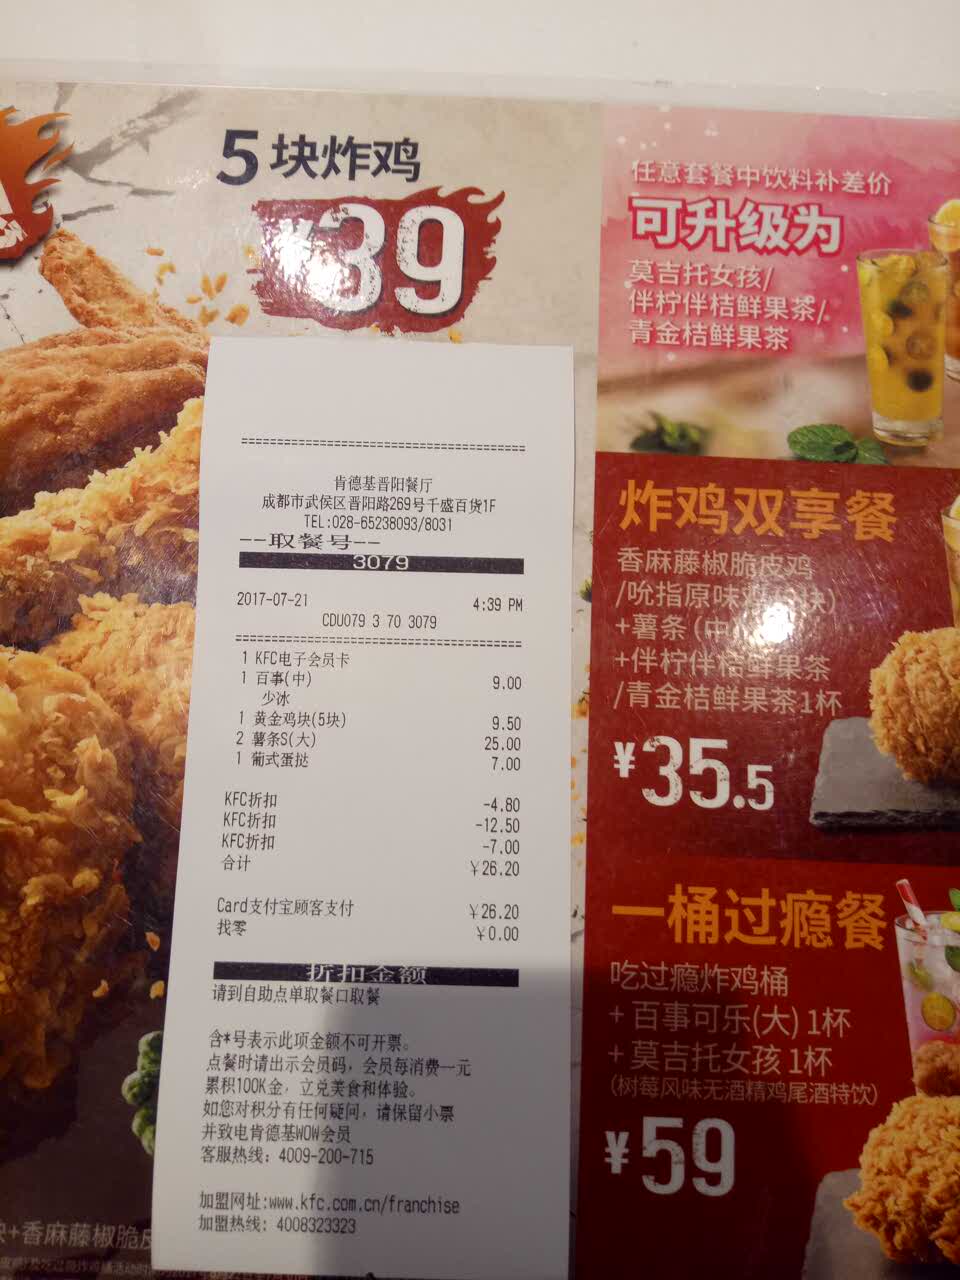 5块炸鸡
¥39
任意套餐中饮料补差价
可升级为
莫吉托女孩/
伴柠伴桔鲜果茶/
青金桔鲜果茶
炸鸡双享餐
香麻藤椒脆皮鸡
/吮指原味鸡(2块)
+薯条(中)
+伴柠伴桔鲜果茶
/青金桔鲜果茶1杯
¥35.5
一桶过瘾餐
吃过瘾炸鸡桶
+百事可乐(大) 1杯
+莫吉托女孩 1杯
(树莓风味无酒精鸡尾酒特饮)
¥59
肯德基晋阳餐厅
成都市武侯区晋阳路269号千盛百货1F
TEL:028-65238093/8031
--取餐号--
3079
2017-07-21 4:39 PM
CDU079 3 70 3079
1 KFC电子会员卡
1 百事(中) 9.00
少冰
1 黄金鸡块(5块) 9.50
2 薯条S(大) 25.00
1 葡式蛋挞 7.00
KFC折扣 -4.80
KFC折扣 -12.50
KFC折扣 -7.00
合计 ¥26.20
Card支付宝顾客支付 ¥26.20
找零 ¥0.00
折扣金额
请到自助点单取餐口取餐
含*号表示此项金额不可开票。
点餐时请出示会员码，会员每消费一元
累积100K金，立兑美食和体验。
如您对积分有任何疑问，请保留小票
并致电肯德基WOW会员
客服热线：4009-200-715
加盟网址:www.kfc.com.cn/franchise
加盟热线：4008323323
+香麻藤椒脆皮